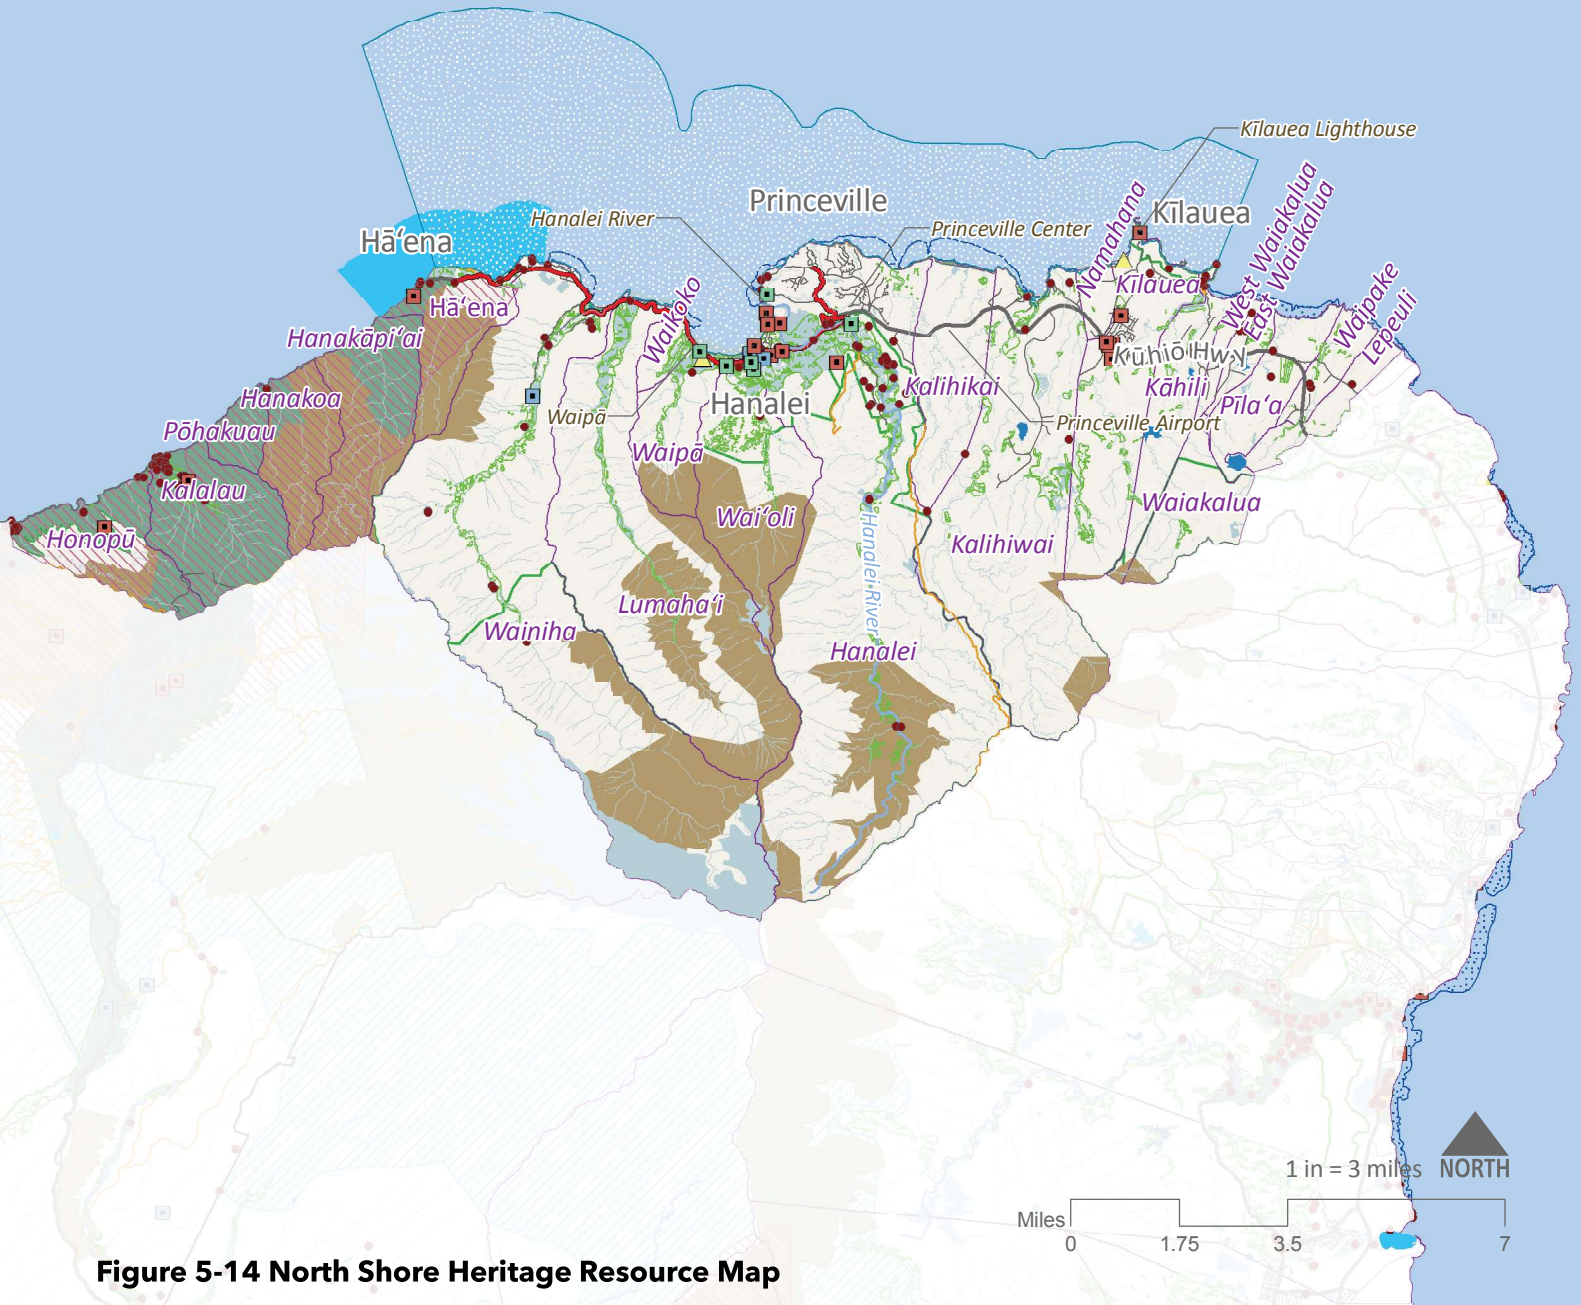 Kīlauea Lighthouse
Princeville
Hanalei River
Princeville Center
Namahana
Kīlauea
West Waiakalua
East Waiakalua
Hāʻena
Hāʻena
Kīlauea
Waikoko
Waipake
Lepeuli
Hanakāpiʻai
Kūhiō Hwy
Hanakoa
Kalihikai
Kāhili
Pīlaʻa
Waipā
Hanalei
Princeville Airport
Pōhakuau
Waipā
Kalalau
Waiʻoli
Waiakalua
Honopū
Kalihiwai
Hanalei River
Lumahaʻi
Wainiha
Hanalei
1 in = 3 miles
NORTH
Miles
0 1.75 3.5 7
Figure 5-14 North Shore Heritage Resource Map